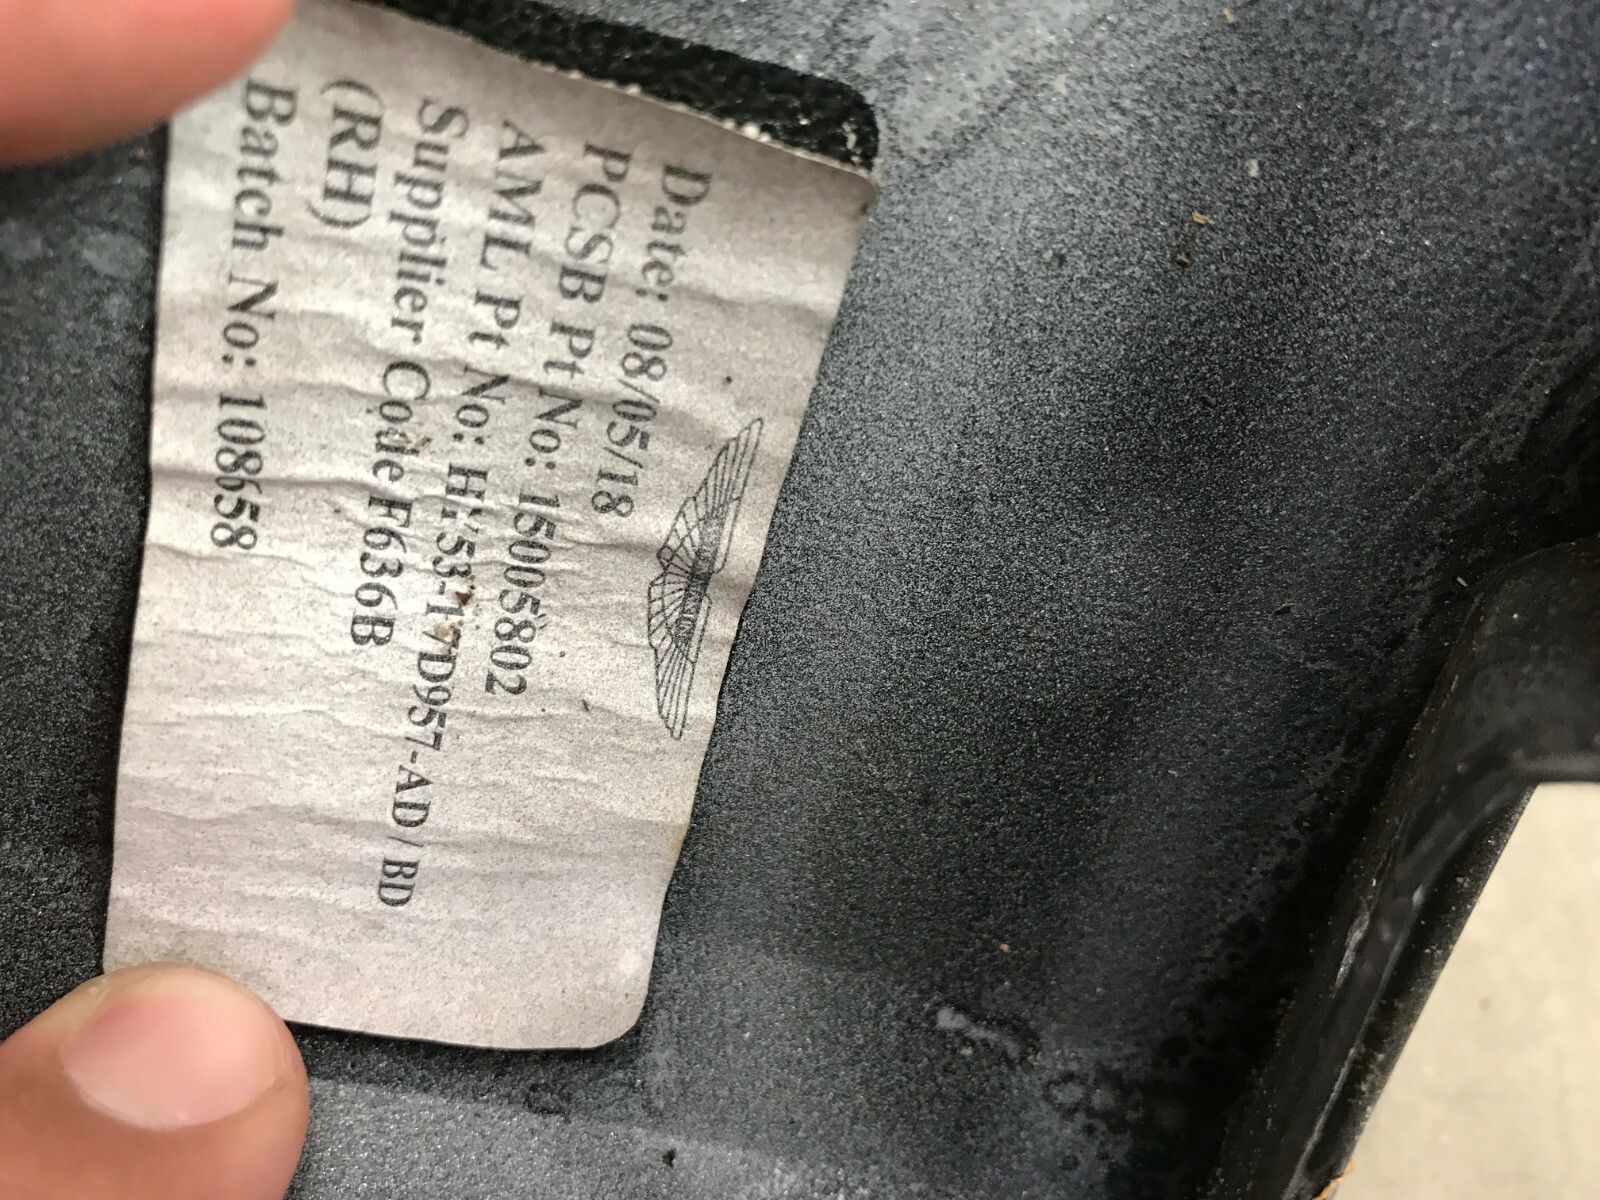 Date: 08/05/18
PCSB Pt No: 15005802
AML Pt No: HY53-17D957-AD / BD
Supplier Code F636B
(RH)
Batch No: 108658